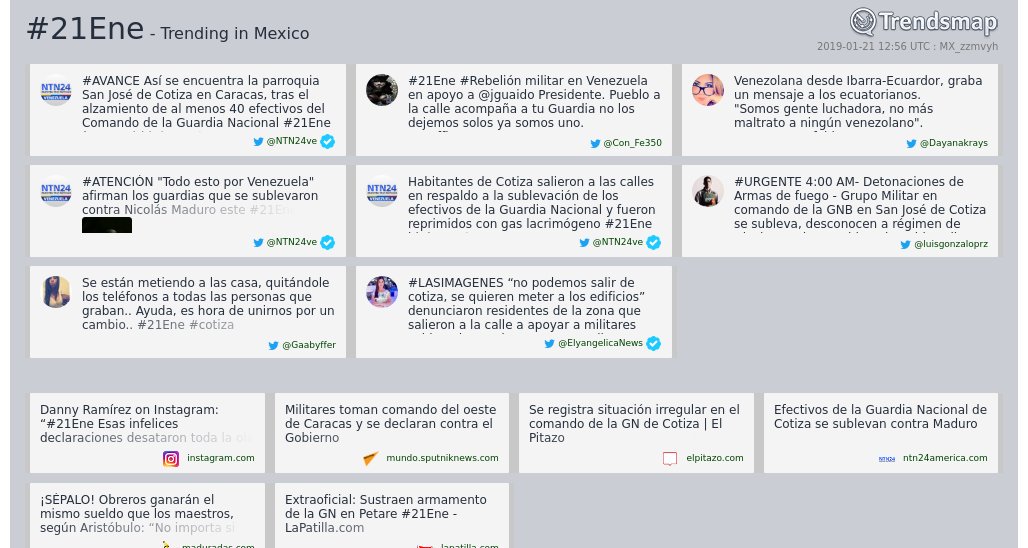 #21Ene - Trending in Mexico
Trendsmap
2019-01-21 12:56 UTC : MX_zzmvyh
NTN24
VENEZUELA
#AVANCE Así se encuentra la parroquia
San José de Cotiza en Caracas, tras el
alzamiento de al menos 40 efectivos del
Comando de la Guardia Nacional #21Ene
@NTN24ve
#21Ene #Rebelión militar en Venezuela
en apoyo a @jguaido Presidente. Pueblo a
la calle acompaña a tu Guardia no los
dejemos solos ya somos uno.
@Con_Fe350
Venezolana desde Ibarra-Ecuardor, graba
un mensaje a los ecuatorianos.
"Somos gente luchadora, no más
maltrato a ningún venezolano".
@Dayanakrays
NTN24
VENEZUELA
#ATENCIÓN "Todo esto por Venezuela"
afirman los guardias que se sublevaron
contra Nicolás Maduro este #21Ene
@NTN24ve
NTN24
VENEZUELA
Habitantes de Cotiza salieron a las calles
en respaldo a la sublevación de los
efectivos de la Guardia Nacional y fueron
reprimidos con gas lacrimógeno #21Ene
@NTN24ve
#URGENTE 4:00 AM- Detonaciones de
Armas de fuego - Grupo Militar en
comando de la GNB en San José de Cotiza
se subleva, desconocen a régimen de
@luisgonzaloprz
Se están metiendo a las casa, quitándole
los teléfonos a todas las personas que
graban.. Ayuda, es hora de unirnos por un
cambio.. #21Ene #cotiza
@Gaabyffer
#LASIMAGENES “no podemos salir de
cotiza, se quieren meter a los edificios”
denunciaron residentes de la zona que
salieron a la calle a apoyar a militares
@ElyangelicaNews
Danny Ramírez on Instagram:
“#21Ene Esas infelices
declaraciones desataron toda la
instagram.com
Militares toman comando del oeste
de Caracas y se declaran contra el
Gobierno
mundo.sputniknews.com
Se registra situación irregular en el
comando de la GN de Cotiza | El
Pitazo
elpitazo.com
Efectivos de la Guardia Nacional de
Cotiza se sublevan contra Maduro
NTN24
ntn24america.com
¡SÉPALO! Obreros ganarán el
mismo sueldo que los maestros,
según Aristóbulo: “No importa si
maduradas.com
Extraoficial: Sustraen armamento
de la GN en Petare #21Ene -
LaPatilla.com
lapatilla.com